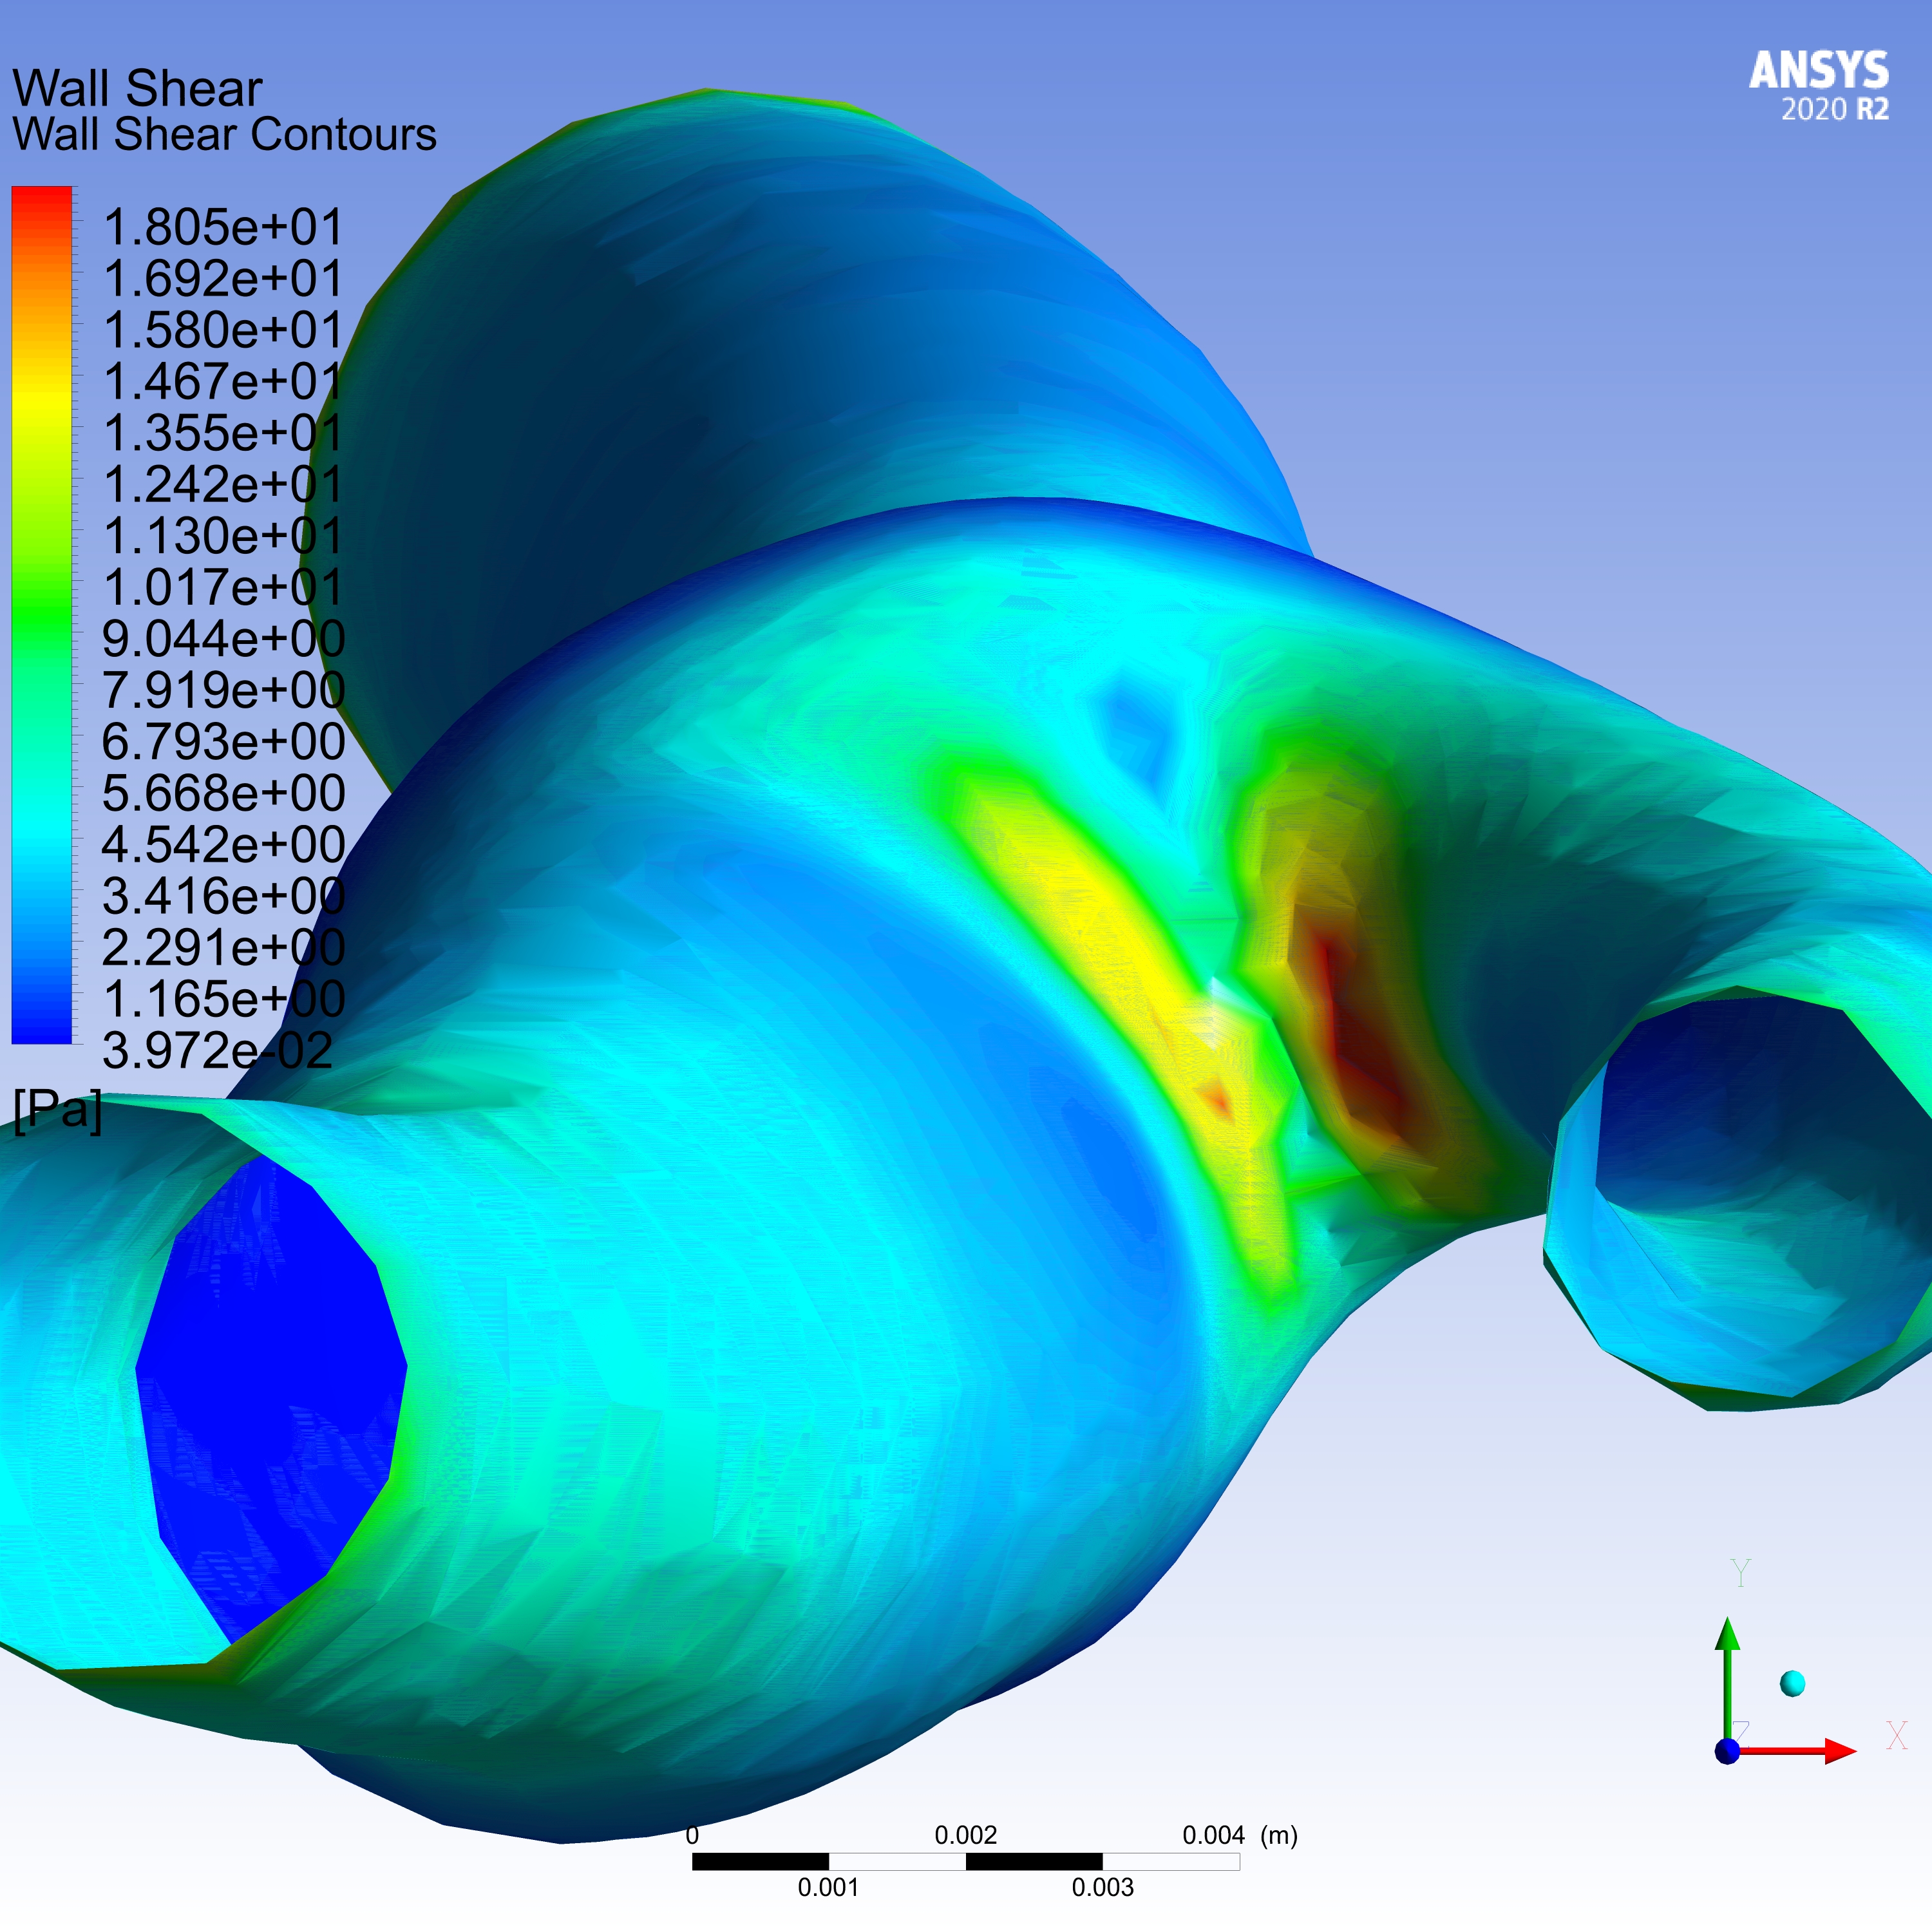 Wall Shear
Wall Shear Contours
ANSYS
2020 R2
1.805e+01
1.692e+01
1.580e+01
1.467e+01
1.355e+01
1.242e+01
1.130e+01
1.017e+01
9.044e+00
7.919e+00
6.793e+00
5.668e+00
4.542e+00
3.416e+00
2.291e+00
1.165e+00
3.972e-02
[Pa]
Y
Z
X
0 0.002 0.004 (m)
0.001 0.003